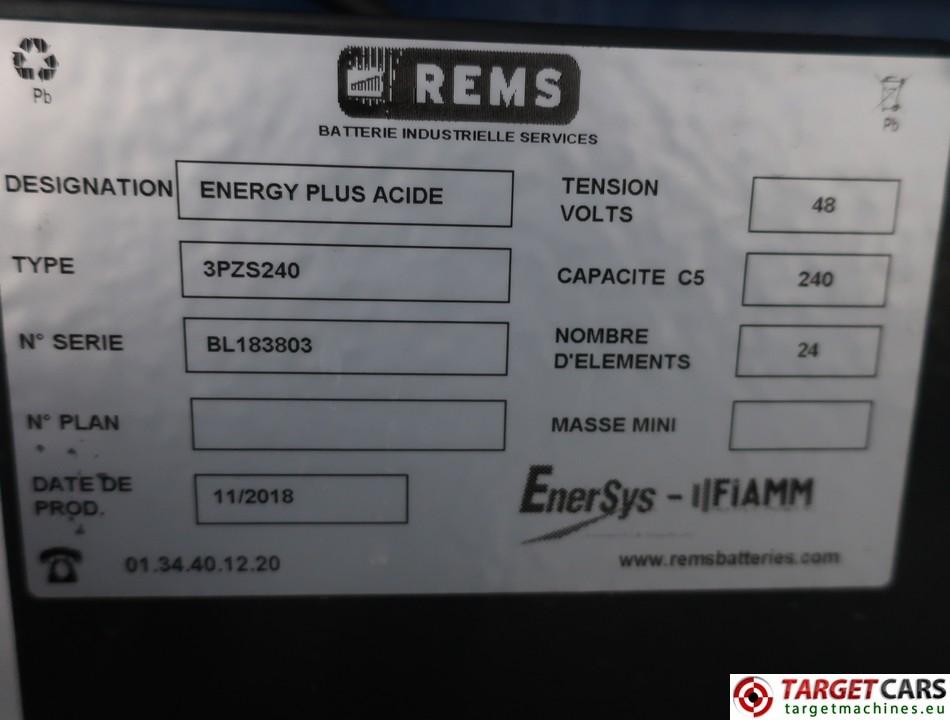 Pb
REMS
BATTERIE INDUSTRIELLE SERVICES
Pb
DESIGNATION ENERGY PLUS ACIDE
TENSION VOLTS 48
TYPE 3PZS240
CAPACITE C5 240
N° SERIE BL183803
NOMBRE D'ELEMENTS 24
N° PLAN
MASSE MINI
DATE DE PROD. 11/2018
EnerSys - FIAMM
01.34.40.12.20
www.remsbatteries.com
TARGETCARS
targetmachines.eu